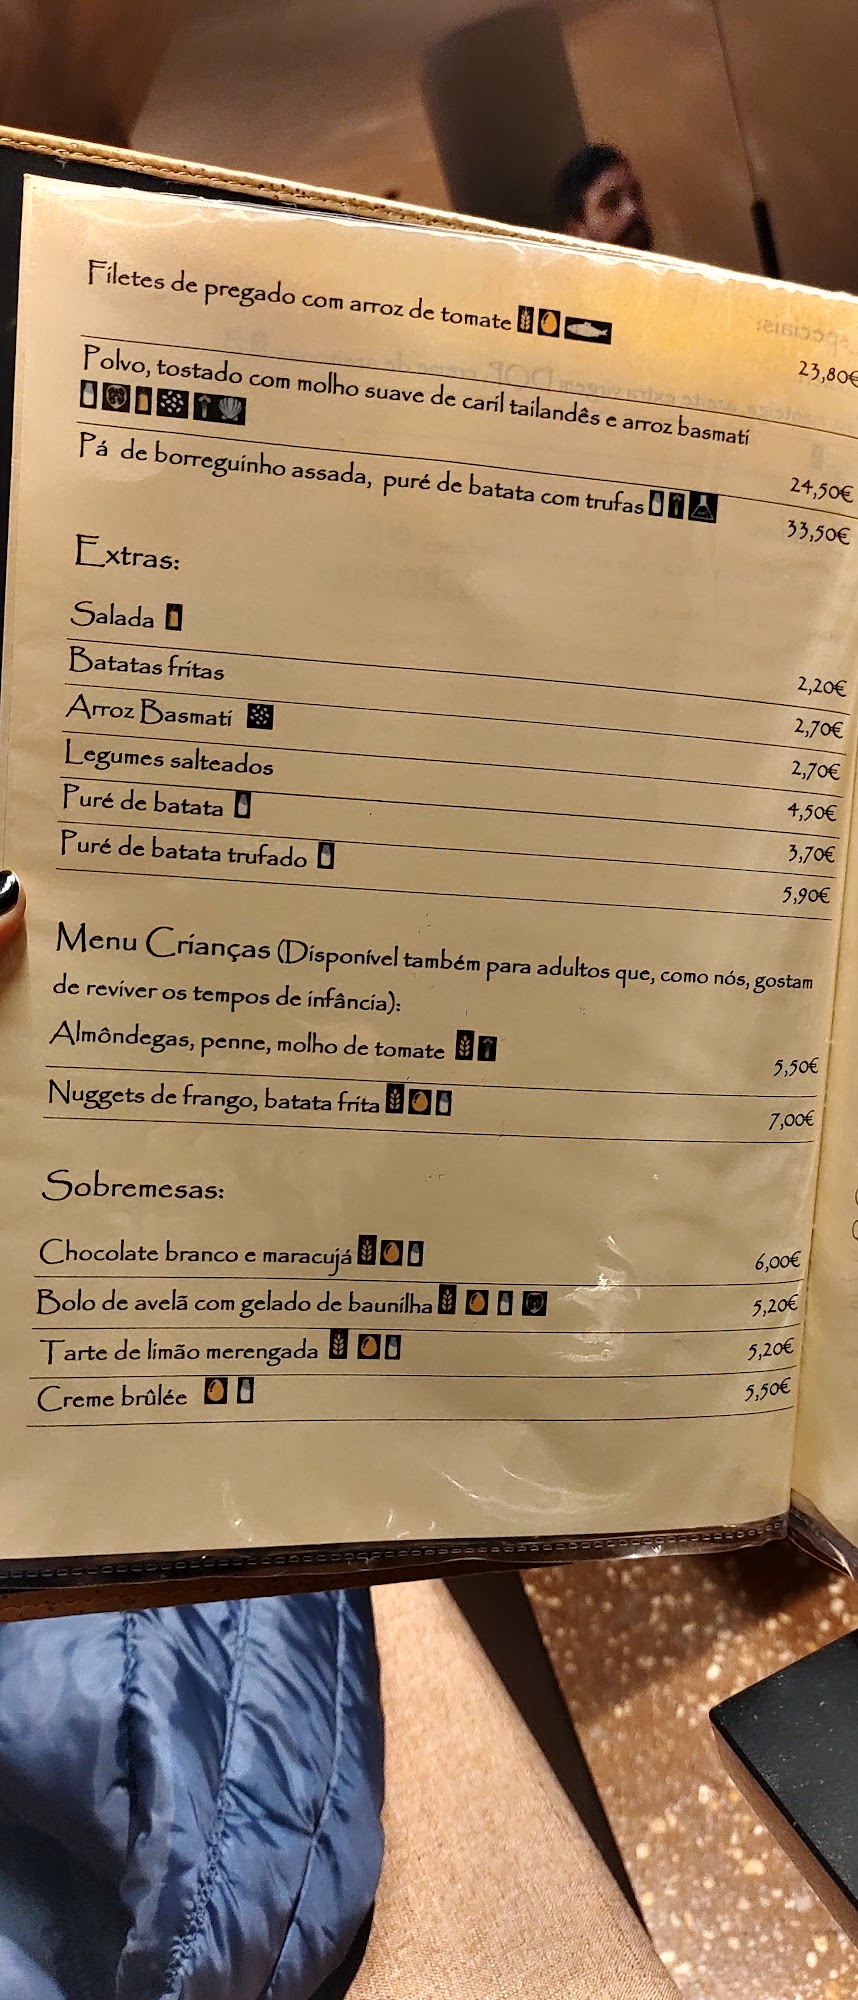 Filetes de pregado com arroz de tomate
23,80€
Polvo, tostado com molho suave de caril tailandês e arroz basmati
24,50€
Pá de borreguinho assada, puré de batata com trufas
33,50€
Extras:
Salada
2,20€
Batatas fritas
2,70€
Arroz Basmati
2,70€
Legumes salteados
4,50€
Puré de batata
3,70€
Puré de batata trufado
5,90€
Menu Crianças (Disponível também para adultos que, como nós, gostam
de reviver os tempos de infância):
Almôndegas, penne, molho de tomate
5,50€
Nuggets de frango, batata frita
7,00€
Sobremesas:
Chocolate branco e maracujá
6,00€
Bolo de avelã com gelado de baunilha
5,20€
Tarte de limão merengada
5,20€
Creme brûlée
5,50€